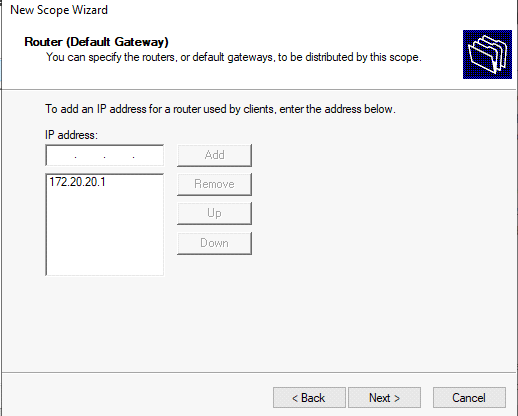 New Scope Wizard
Router (Default Gateway)
You can specify the routers, or default gateways, to be distributed by this scope.
To add an IP address for a router used by clients, enter the address below.
IP address:
. . .
Add
172.20.20.1
Remove
Up
Down
< Back
Next >
Cancel